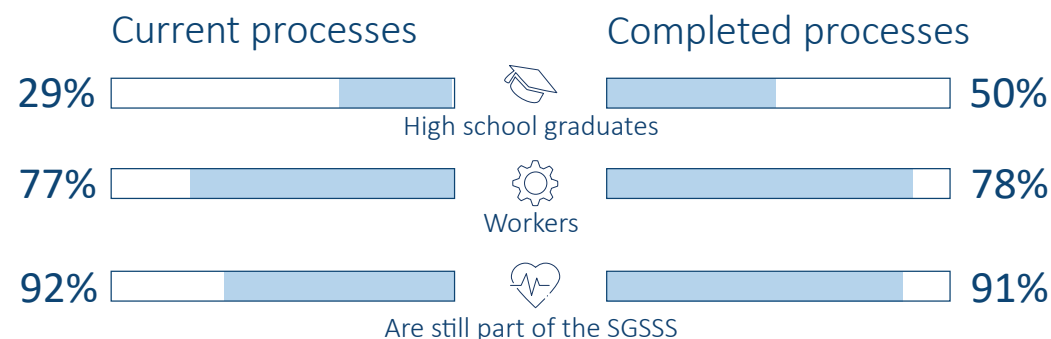 Current processes
Completed processes
29%
50%
High school graduates
77%
78%
Workers
92%
91%
Are still part of the SGSSS